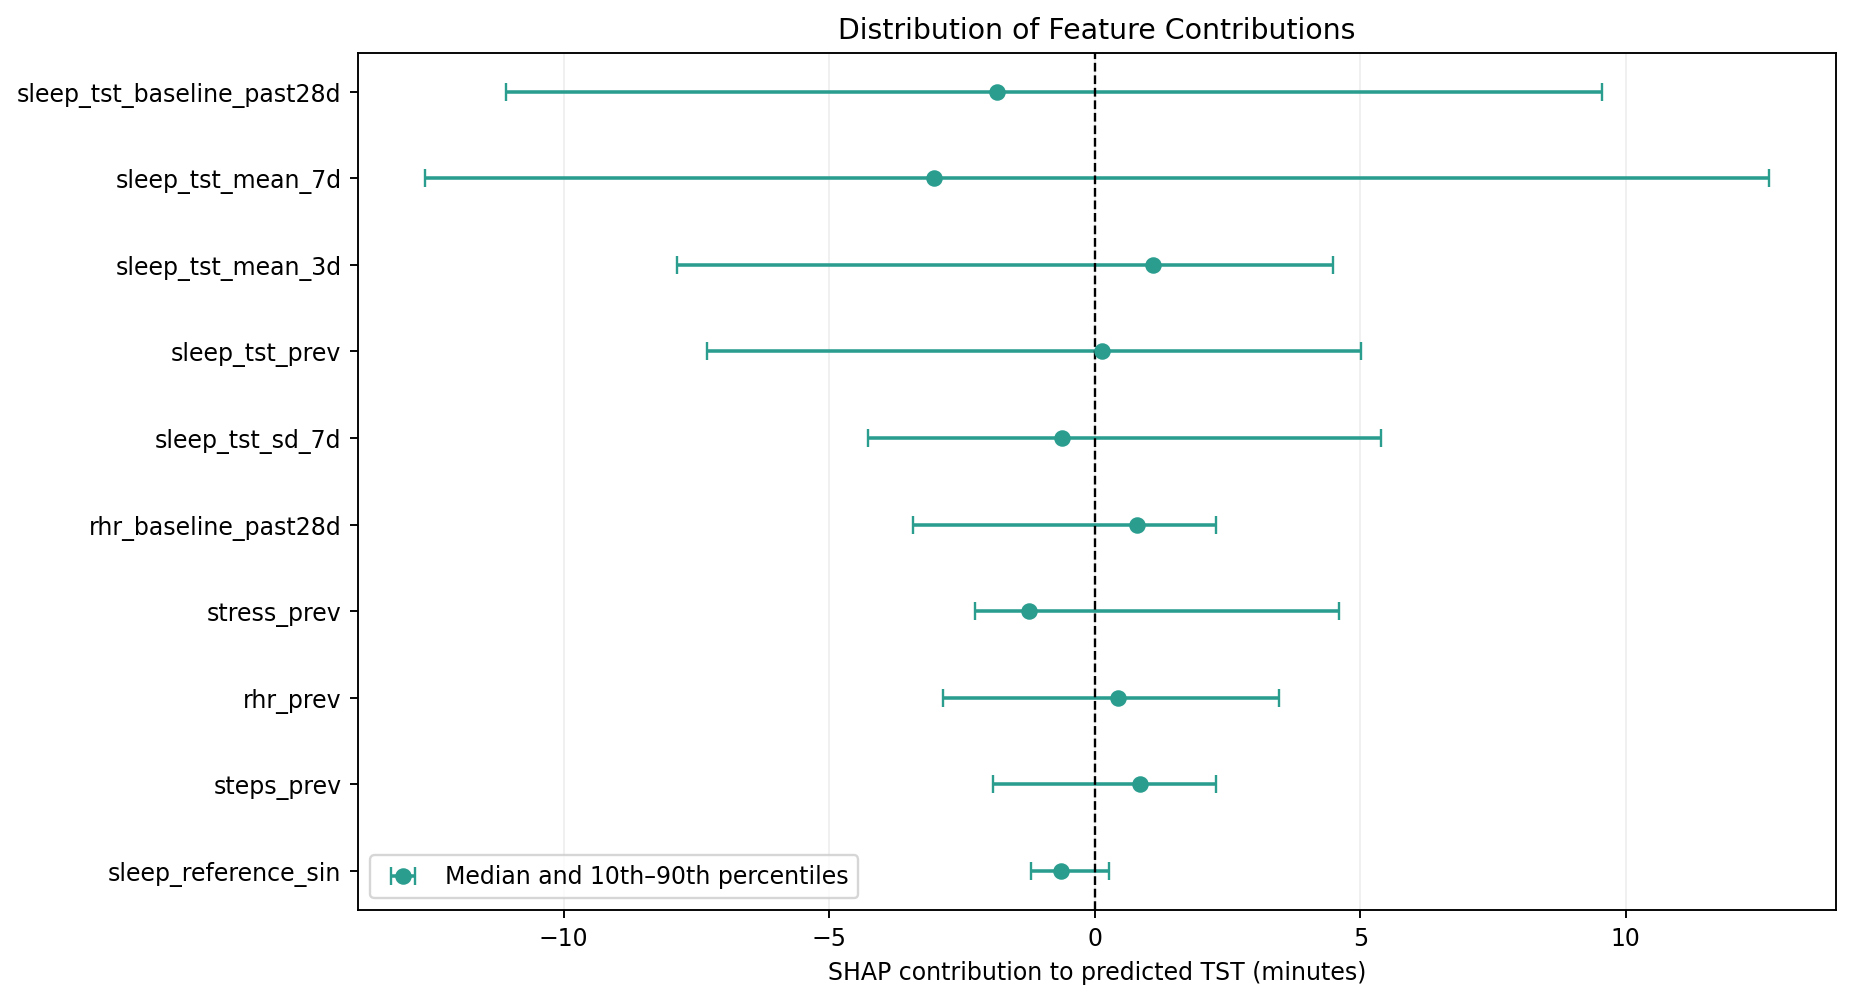 Distribution of Feature Contributions
sleep_tst_baseline_past28d
sleep_tst_mean_7d
sleep_tst_mean_3d
sleep_tst_prev
sleep_tst_sd_7d
rhr_baseline_past28d
stress_prev
rhr_prev
steps_prev
sleep_reference_sin
Median and 10th–90th percentiles
−10 −5 0 5 10
SHAP contribution to predicted TST (minutes)